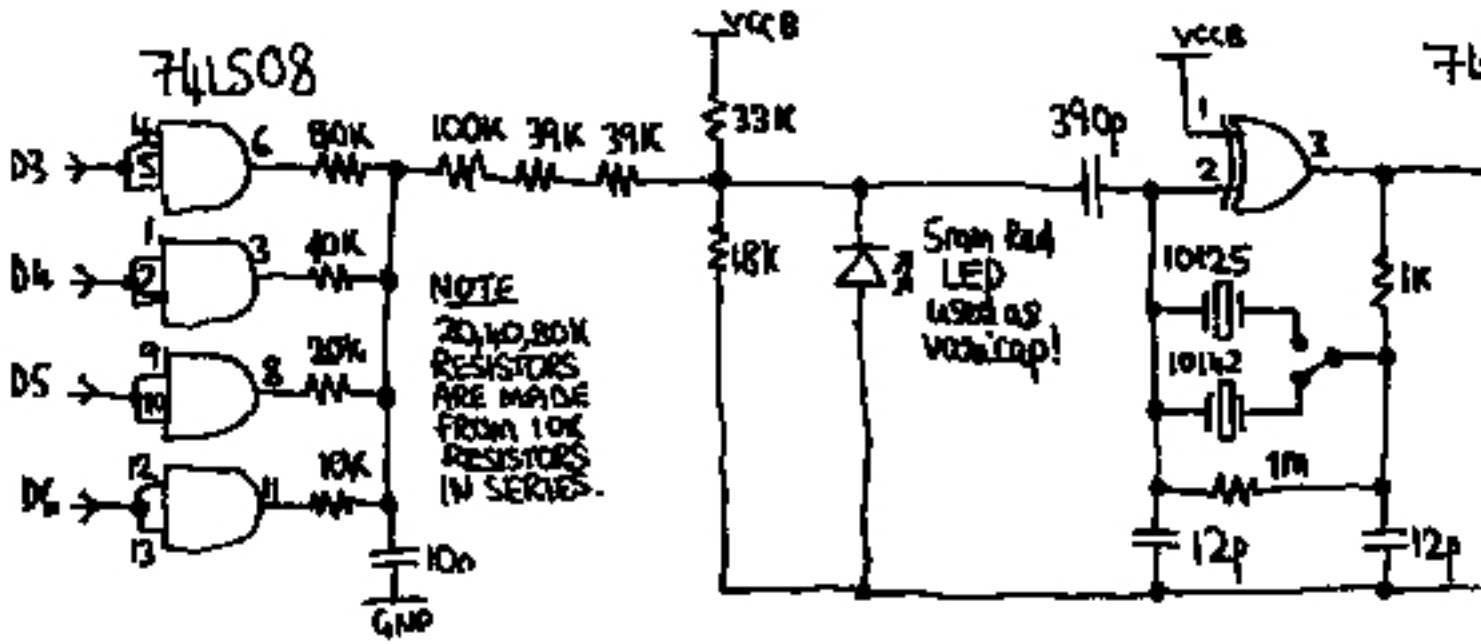 74LS08
D3
4
5
6
80K
100K
39K
39K
VCCB
33K
18K
D4
1
2
3
40K
D5
9
10
8
20K
12
13
11
10K
10n
GND
NOTE
20,40,80K
RESISTORS
ARE MADE
FROM 10K
RESISTORS
IN SERIES.
5mm Red
LED
used as
varicap!
390p
VCCB
1
2
3
10125
10142
1K
1M
12p
12p